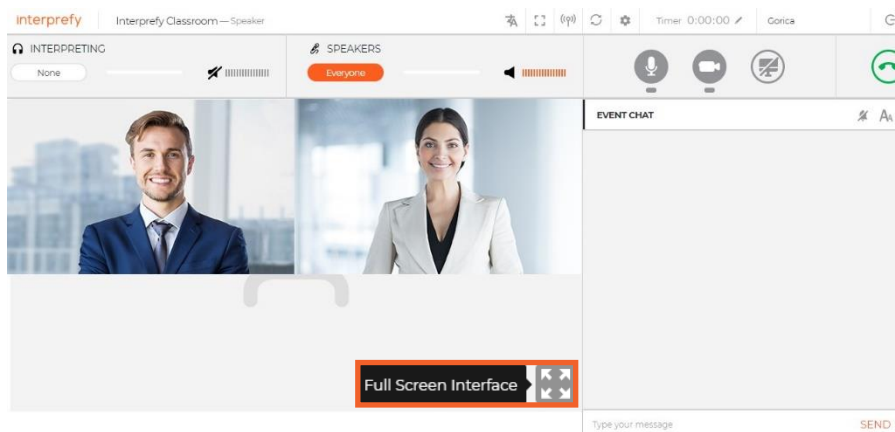 interprefy
Interprefy Classroom — Speaker
Timer 0:00:00
Gorica
INTERPRETING
None
SPEAKERS
Everyone
EVENT CHAT
Full Screen Interface
Type your message
SEND